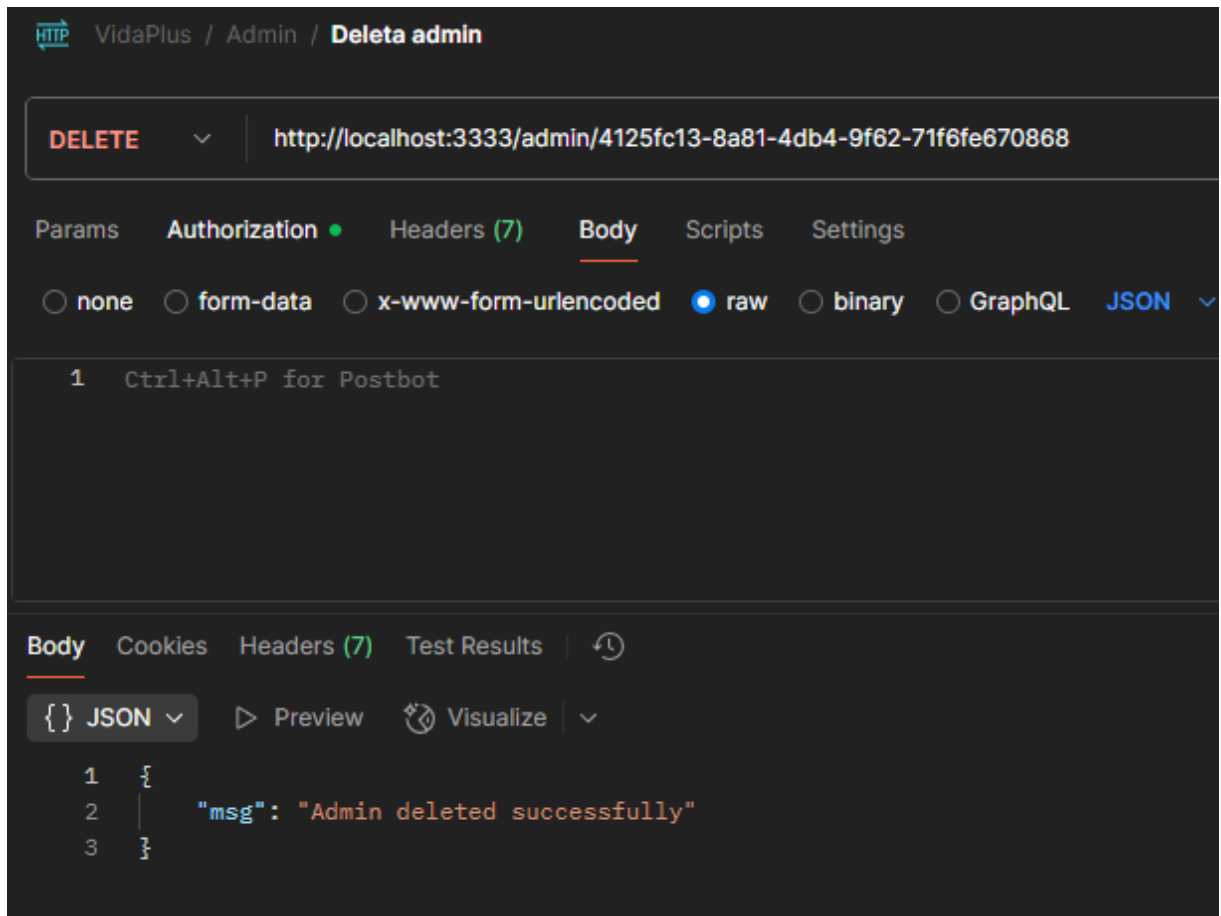 HTTP VidaPlus / Admin / Deleta admin
DELETE http://localhost:3333/admin/4125fc13-8a81-4db4-9f62-71f6fe670868
Params Authorization Headers (7) Body Scripts Settings
none form-data x-www-form-urlencoded raw binary GraphQL JSON
1 Ctrl+Alt+P for Postbot
Body Cookies Headers (7) Test Results
{} JSON Preview Visualize
1 {
2 "msg": "Admin deleted successfully"
3 }